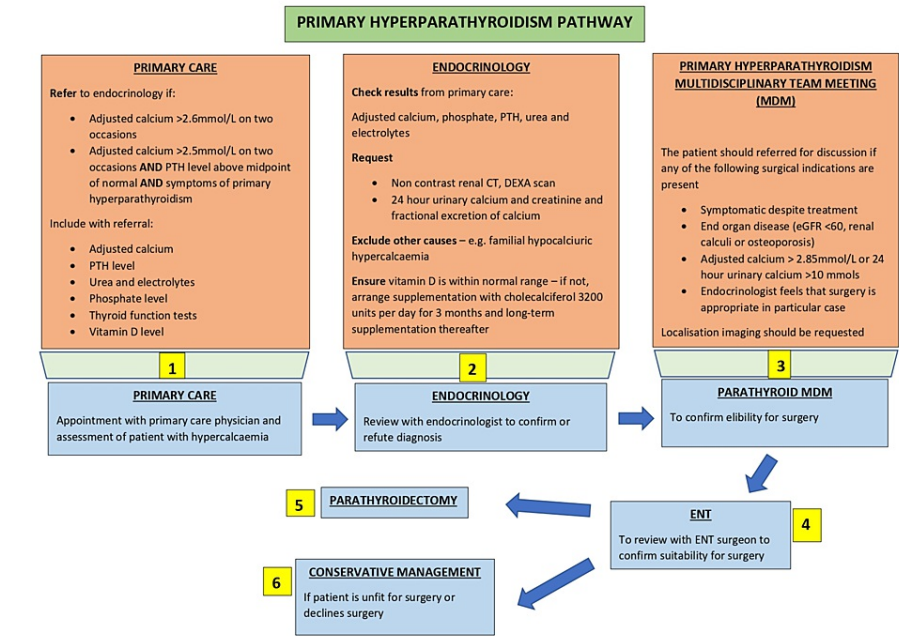 PRIMARY HYPERPARATHYROIDISM PATHWAY
PRIMARY CARE
Refer to endocrinology if:
• Adjusted calcium >2.6mmol/L on two
occasions
• Adjusted calcium >2.5mmol/L on two
occasions AND PTH level above midpoint
of normal AND symptoms of primary
hyperparathyroidism
Include with referral:
• Adjusted calcium
• PTH level
• Urea and electrolytes
• Phosphate level
• Thyroid function tests
• Vitamin D level
ENDOCRINOLOGY
Check results from primary care:
Adjusted calcium, phosphate, PTH, urea and
electrolytes
Request
• Non contrast renal CT, DEXA scan
• 24 hour urinary calcium and creatinine and
fractional excretion of calcium
Exclude other causes – e.g. familial hypocalciuric
hypercalcaemia
Ensure vitamin D is within normal range – if not,
arrange supplementation with cholecalciferol 3200
units per day for 3 months and long-term
supplementation thereafter
PRIMARY HYPERPARATHYROIDISM
MULTIDISCIPLINARY TEAM MEETING
(MDM)
The patient should referred for discussion if
any of the following surgical indications are
present
• Symptomatic despite treatment
• End organ disease (eGFR <60, renal
calculi or osteoporosis)
• Adjusted calcium > 2.85mmol/L or 24
hour urinary calcium >10 mmols
• Endocrinologist feels that surgery is
appropriate in particular case
Localisation imaging should be requested
1
2
3
PRIMARY CARE
Appointment with primary care physician and
assessment of patient with hypercalcaemia
ENDOCRINOLOGY
Review with endocrinologist to confirm or
refute diagnosis
PARATHYROID MDM
To confirm elibility for surgery
4
ENT
To review with ENT surgeon to
confirm suitability for surgery
5
PARATHYROIDECTOMY
6
CONSERVATIVE MANAGEMENT
If patient is unfit for surgery or
declines surgery